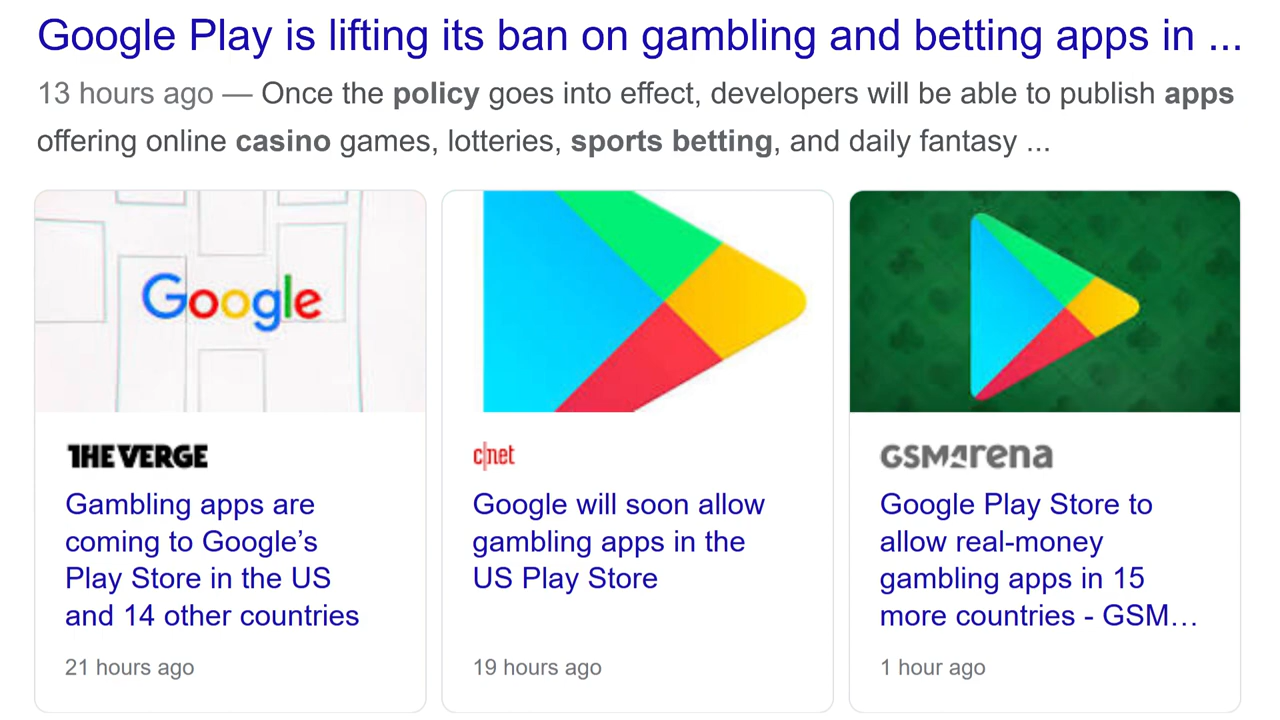 Google Play is lifting its ban on gambling and betting apps in ...
13 hours ago — Once the policy goes into effect, developers will be able to publish apps
offering online casino games, lotteries, sports betting, and daily fantasy ...
Google
THE VERGE
Gambling apps are
coming to Google’s
Play Store in the US
and 14 other countries
21 hours ago
c|net
Google will soon allow
gambling apps in the
US Play Store
19 hours ago
GSMArena
Google Play Store to
allow real-money
gambling apps in 15
more countries - GSM…
1 hour ago